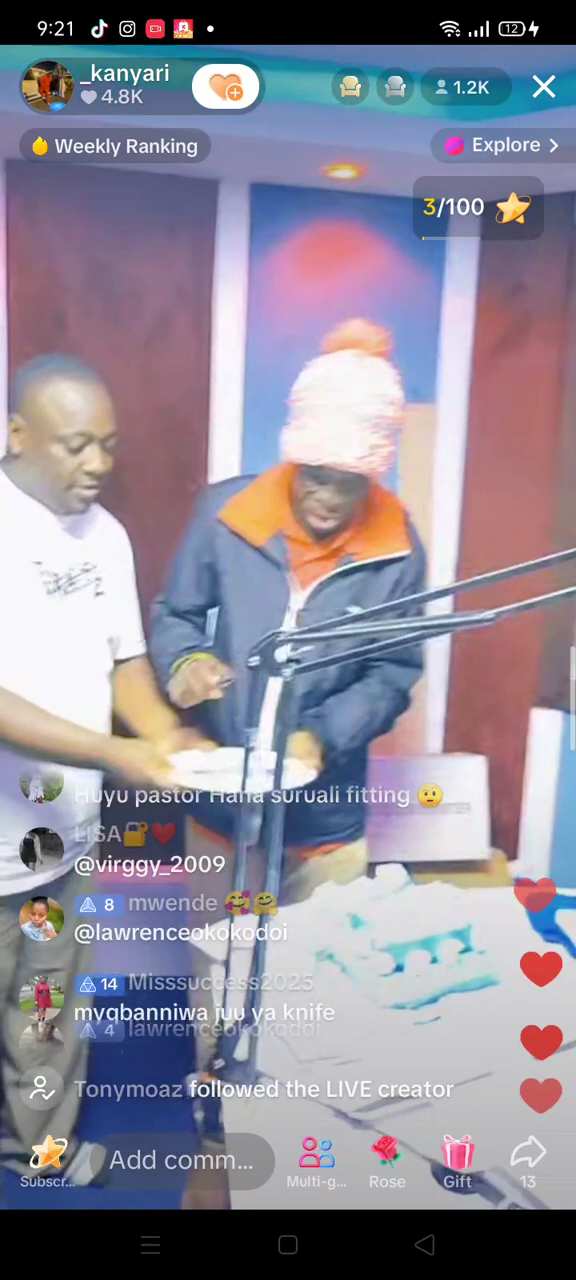 9:21
12
_kanyari
4.8K
1.2K
Weekly Ranking
Explore >
3/100
Huyu pastor Hana suruali fitting 🤨
LISA🔐❤️
@virggy_2009
8 mwende 🥰🤗
@lawrenceokokodoi
14 Misssuccess2025
mygbanniwa juu ya knife
4 lawrenceokokodoi
Tonymoaz followed the LIVE creator
Add comm...
Subscr...
Multi-g...
Rose
Gift
13